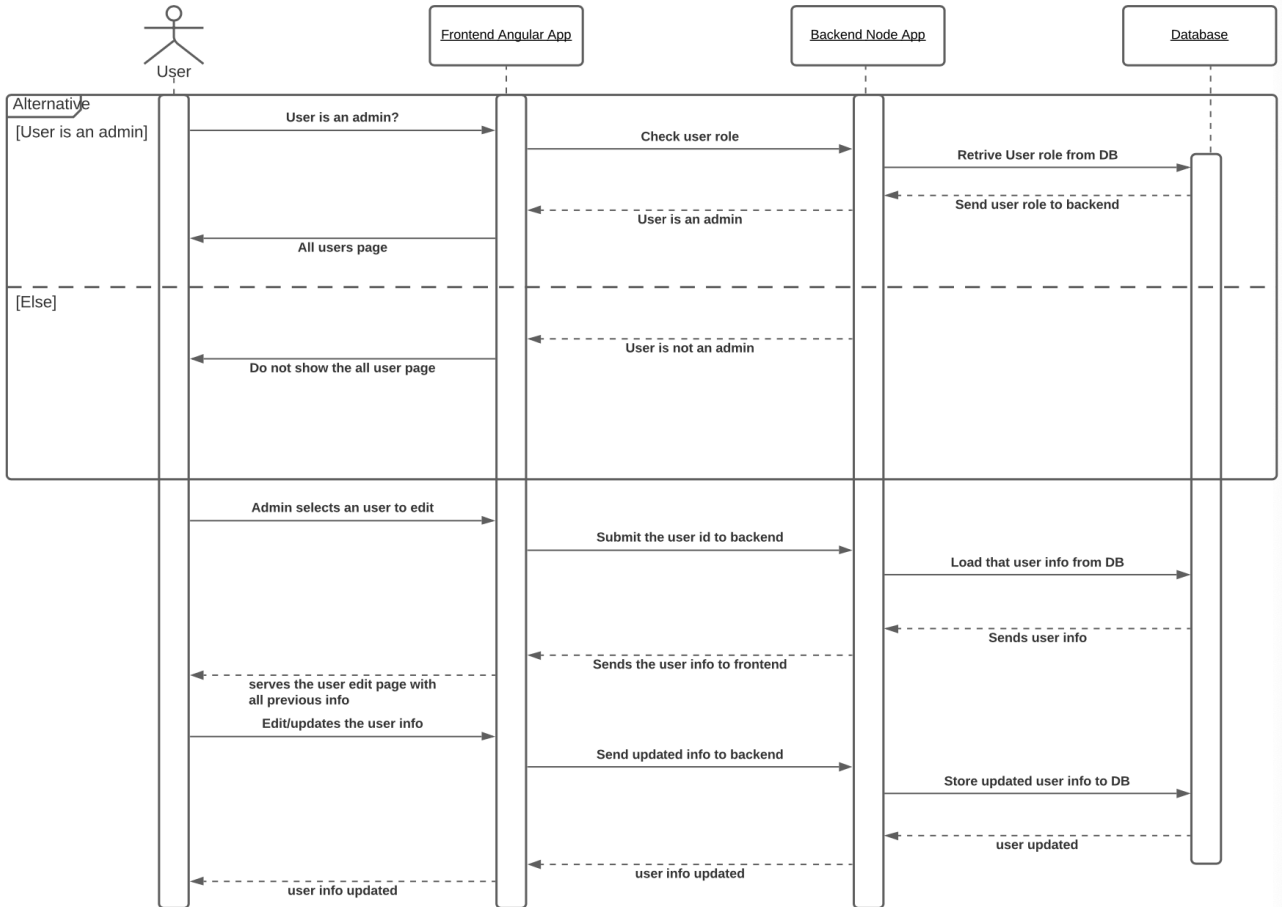 User
Frontend Angular App
Backend Node App
Database
Alternative
[User is an admin]
User is an admin?
Check user role
Retrive User role from DB
Send user role to backend
User is an admin
All users page
[Else]
User is not an admin
Do not show the all user page
Admin selects an user to edit
Submit the user id to backend
Load that user info from DB
Sends user info
Sends the user info to frontend
serves the user edit page with
all previous info
Edit/updates the user info
Send updated info to backend
Store updated user info to DB
user updated
user info updated
user info updated